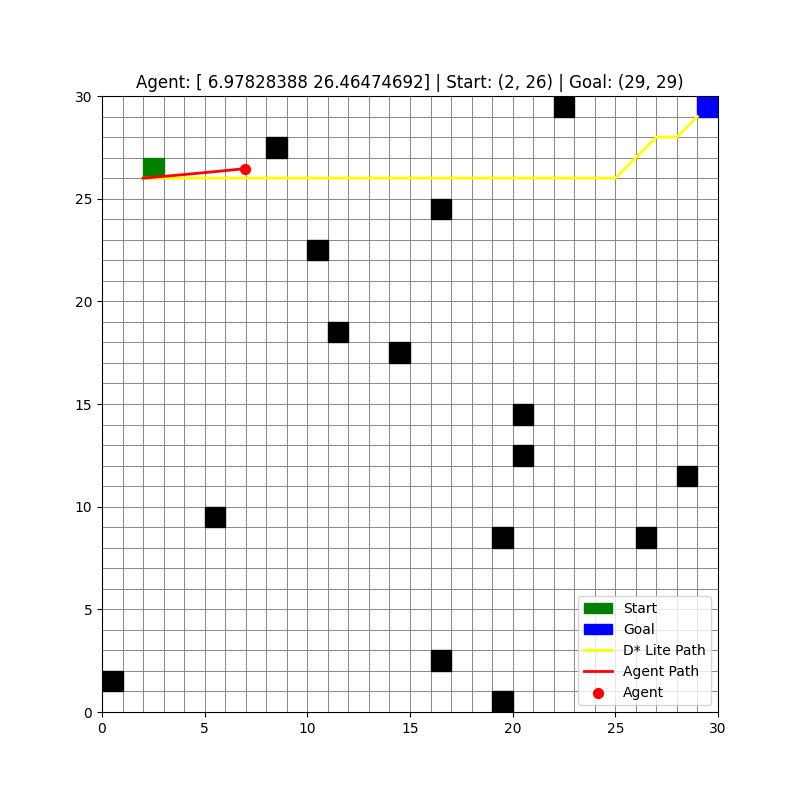 Agent: [ 6.97828388 26.46474692] | Start: (2, 26) | Goal: (29, 29)
30
25
20
15
10
5
0
0 5 10 15 20 25 30
Start
Goal
D* Lite Path
Agent Path
Agent